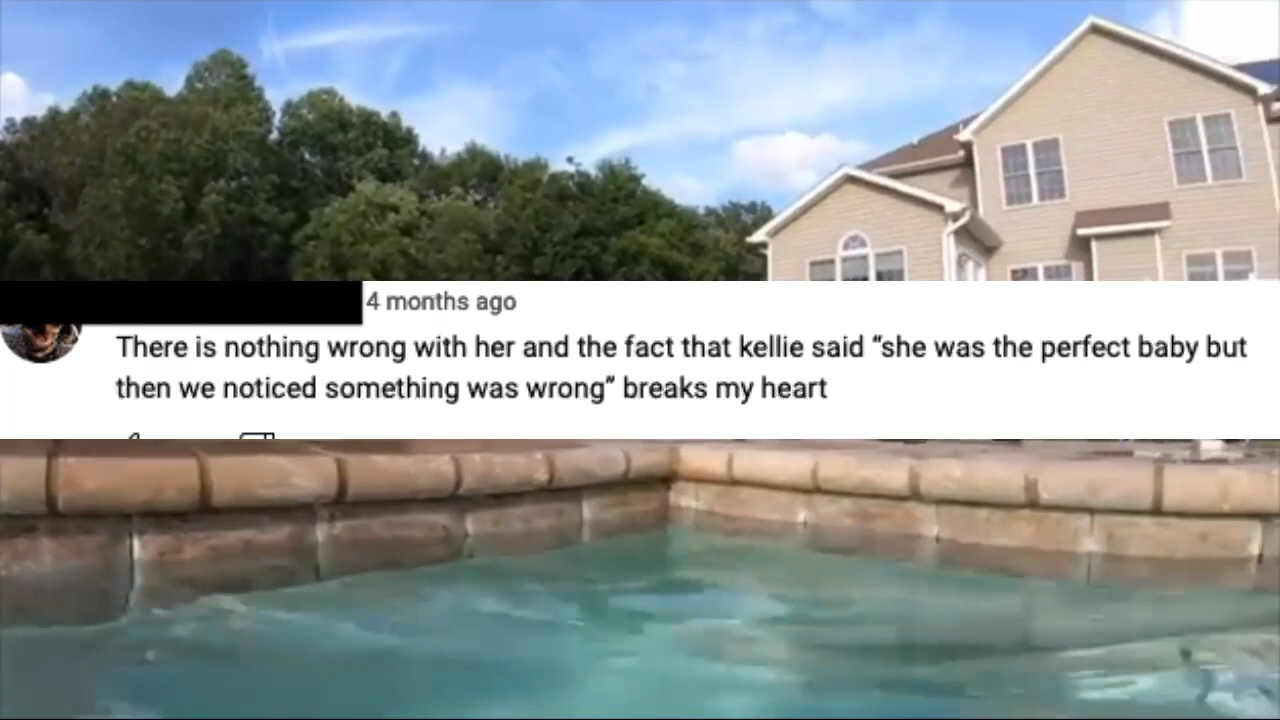 4 months ago
There is nothing wrong with her and the fact that kellie said “she was the perfect baby but
then we noticed something was wrong” breaks my heart